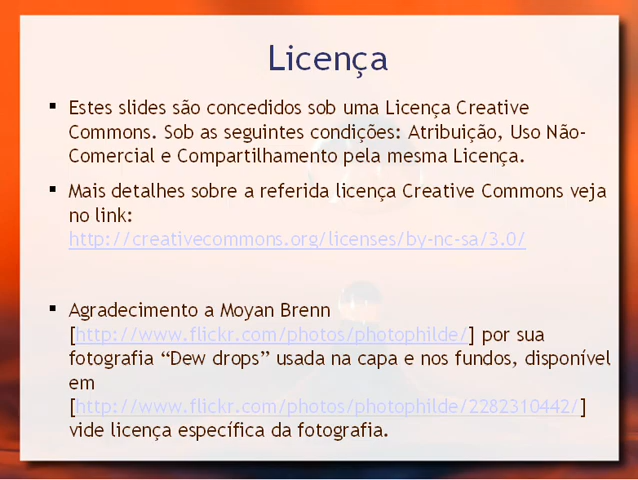 Licença
▪ Estes slides são concedidos sob uma Licença Creative
Commons. Sob as seguintes condições: Atribuição, Uso Não-
Comercial e Compartilhamento pela mesma Licença.
▪ Mais detalhes sobre a referida licença Creative Commons veja
no link:
http://creativecommons.org/licenses/by-nc-sa/3.0/
▪ Agradecimento a Moyan Brenn
[http://www.flickr.com/photos/photophilde/] por sua
fotografia “Dew drops” usada na capa e nos fundos, disponível
em
[http://www.flickr.com/photos/photophilde/2282310442/]
vide licença específica da fotografia.